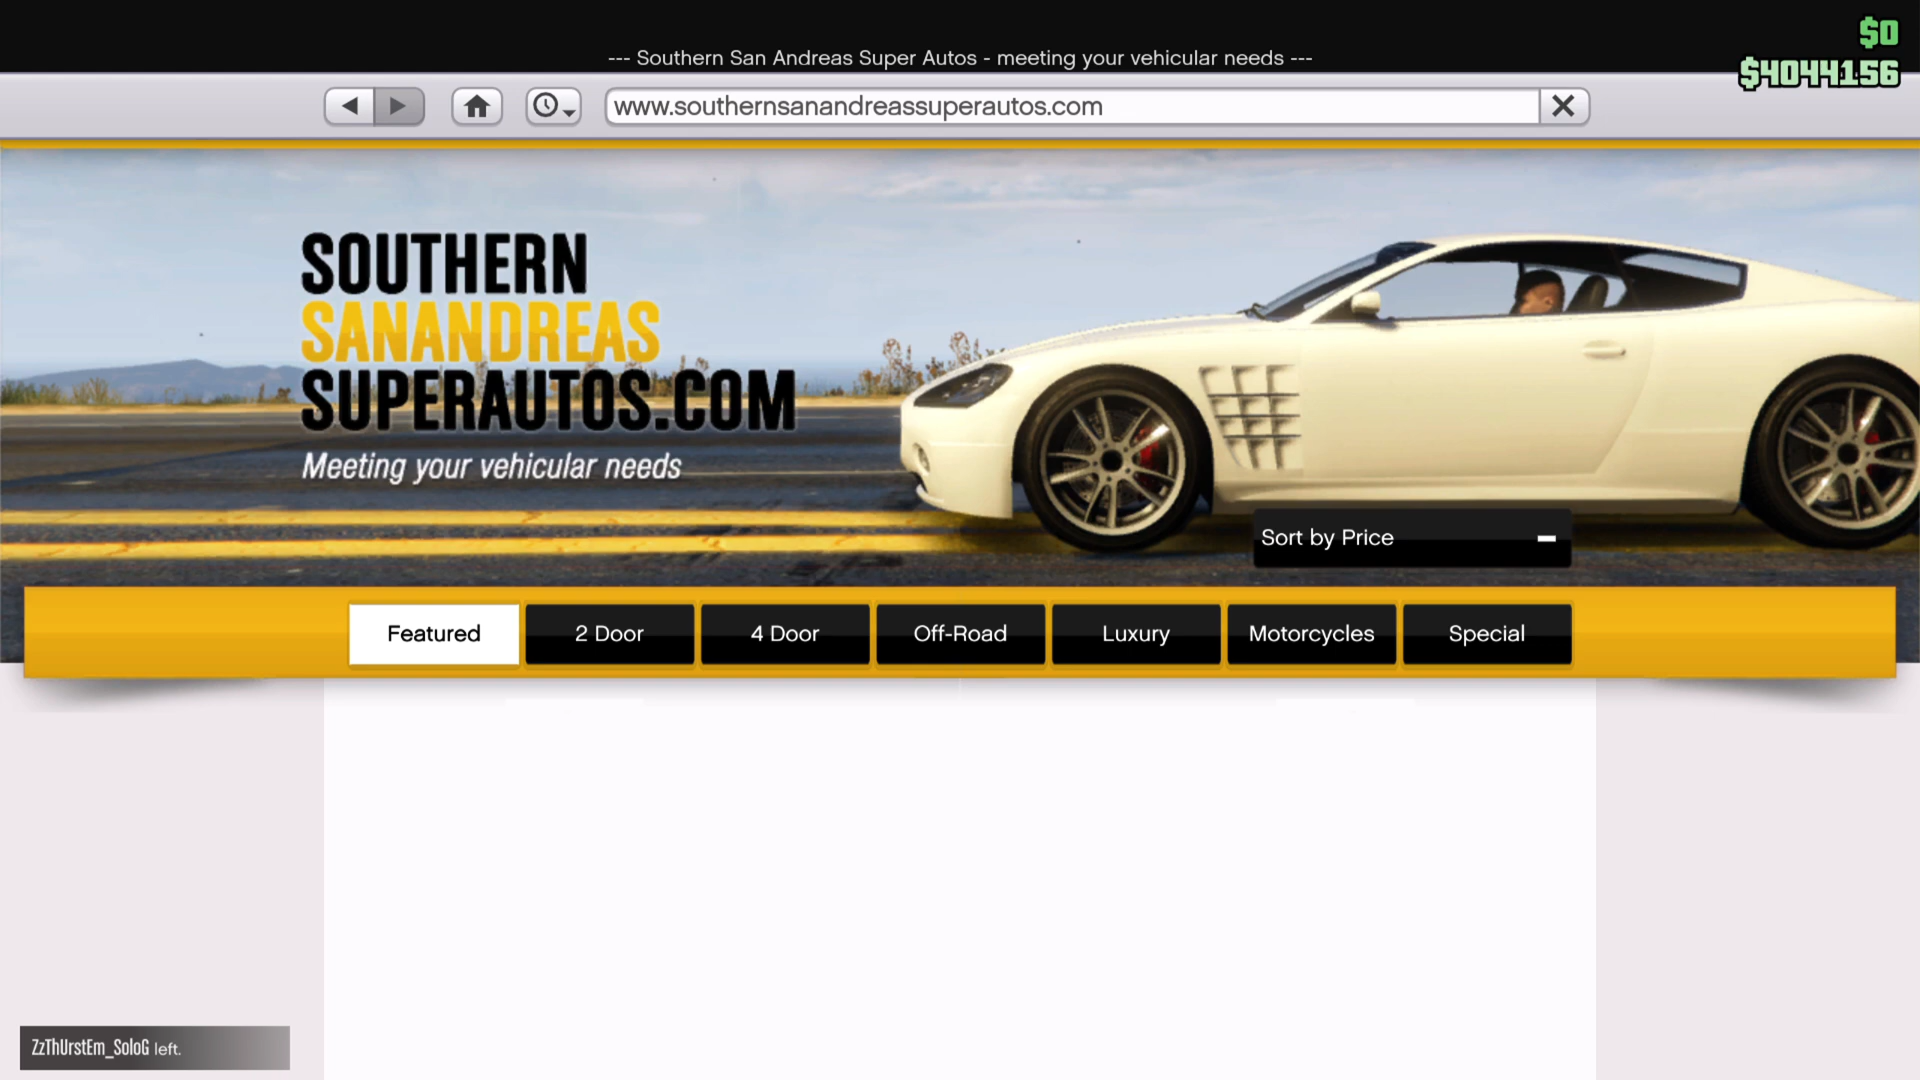 $0
--- Southern San Andreas Super Autos - meeting your vehicular needs ---
$4044156
www.southernsanandreassuperautos.com
SOUTHERN
SANANDREAS
SUPERAUTOS.COM
Meeting your vehicular needs
Sort by Price
Featured 2 Door 4 Door Off-Road Luxury Motorcycles Special
ZzThUrstEm_SoloG left.